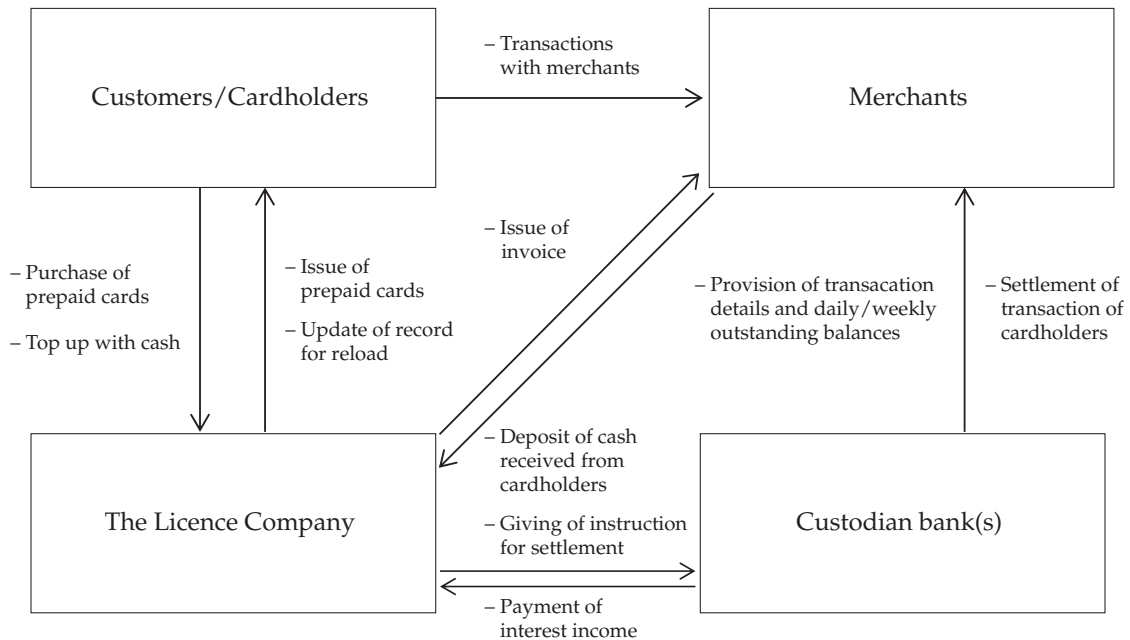 – Transactions
with merchants
Customers/Cardholders
Merchants
– Purchase of
prepaid cards
– Top up with cash
– Issue of
prepaid cards
– Update of record
for reload
– Issue of
invoice
– Provision of transacation
details and daily/weekly
outstanding balances
– Settlement of
transaction of
cardholders
The Licence Company
– Deposit of cash
received from
cardholders
– Giving of instruction
for settlement
Custodian bank(s)
– Payment of
interest income